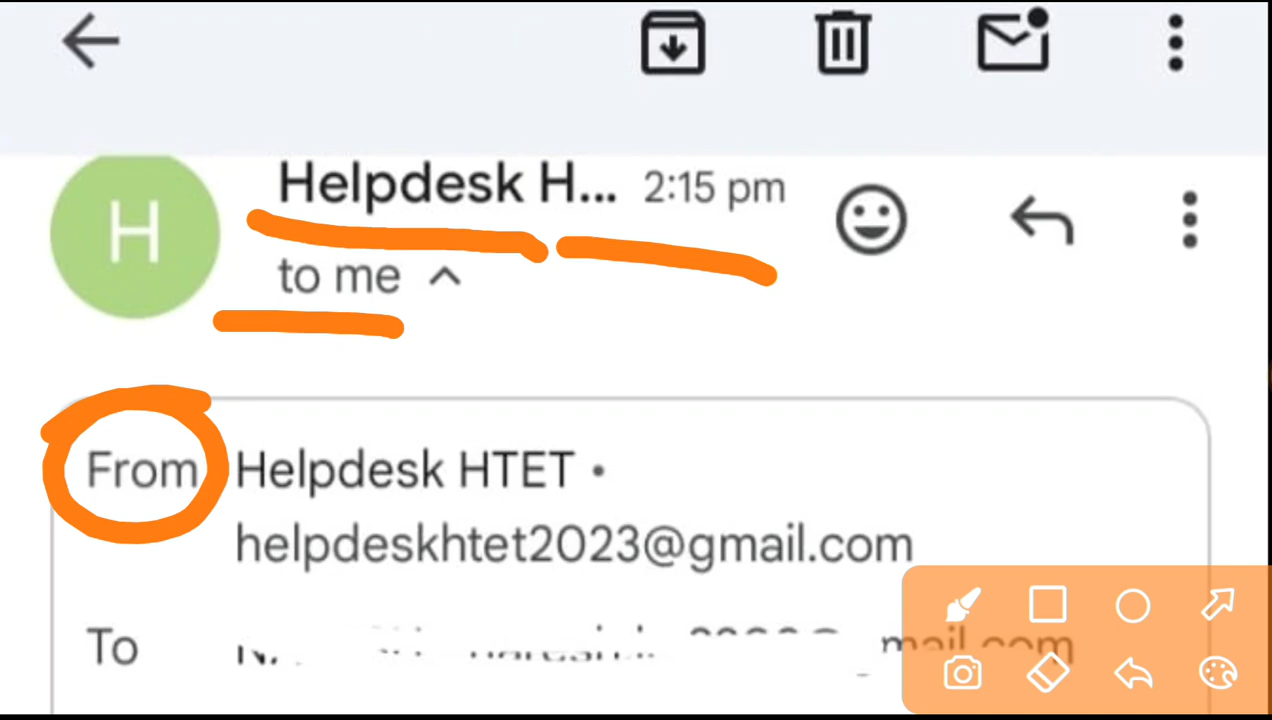 Helpdesk H... 2:15 pm
H
to me
From Helpdesk HTET •
helpdeskhtet2023@gmail.com
To